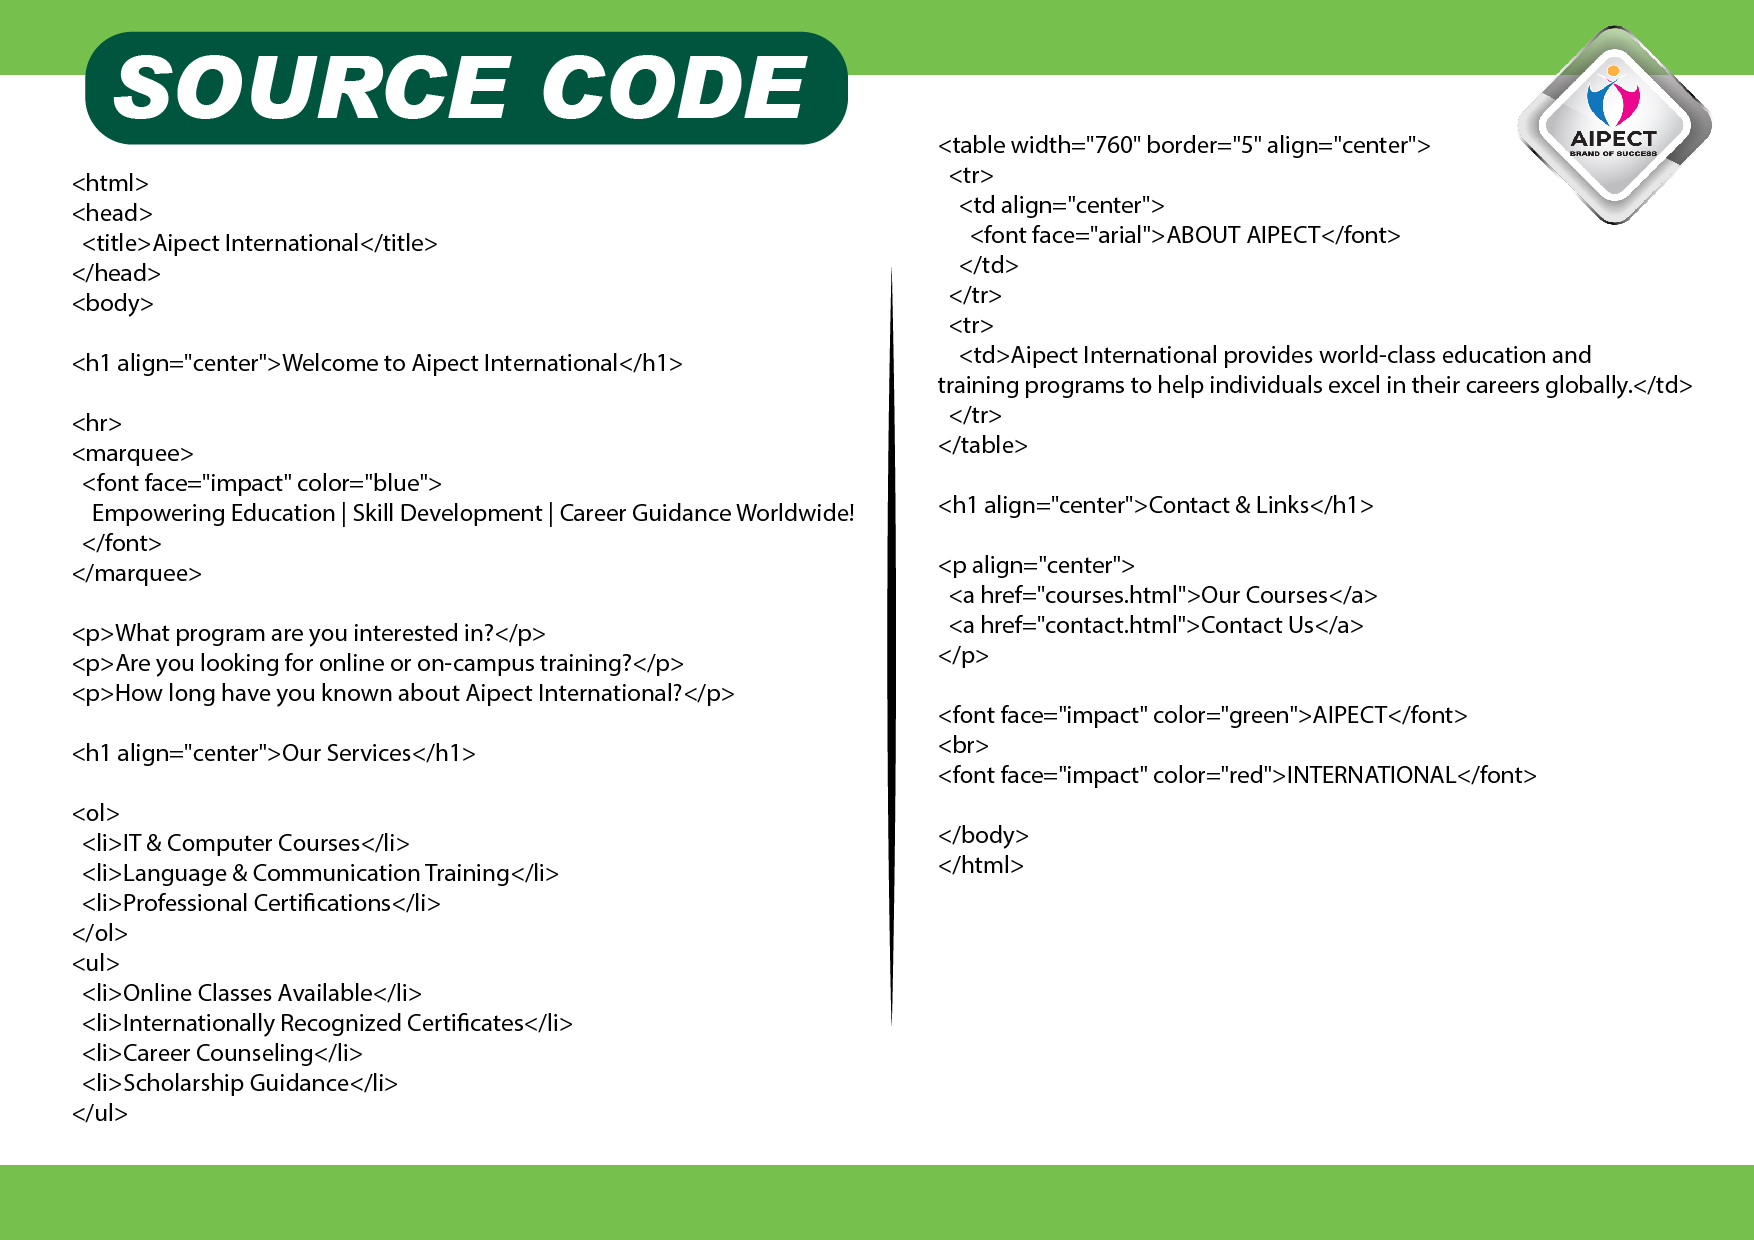 SOURCE CODE
<html>
<head>
<title>Aipect International</title>
</head>
<body>
<h1 align="center">Welcome to Aipect International</h1>
<hr>
<marquee>
<font face="impact" color="blue">
Empowering Education | Skill Development | Career Guidance Worldwide!
</font>
</marquee>
<p>What program are you interested in?</p>
<p>Are you looking for online or on-campus training?</p>
<p>How long have you known about Aipect International?</p>
<h1 align="center">Our Services</h1>
<ol>
<li>IT & Computer Courses</li>
<li>Language & Communication Training</li>
<li>Professional Certifications</li>
</ol>
<ul>
<li>Online Classes Available</li>
<li>Internationally Recognized Certificates</li>
<li>Career Counseling</li>
<li>Scholarship Guidance</li>
</ul>
<table width="760" border="5" align="center">
<tr>
<td align="center">
<font face="arial">ABOUT AIPECT</font>
</td>
</tr>
<tr>
<td>Aipect International provides world-class education and
training programs to help individuals excel in their careers globally.</td>
</tr>
</table>
<h1 align="center">Contact & Links</h1>
<p align="center">
<a href="courses.html">Our Courses</a>
<a href="contact.html">Contact Us</a>
</p>
<font face="impact" color="green">AIPECT</font>
<br>
<font face="impact" color="red">INTERNATIONAL</font>
</body>
</html>
AIPECT
BRAND OF SUCCESS